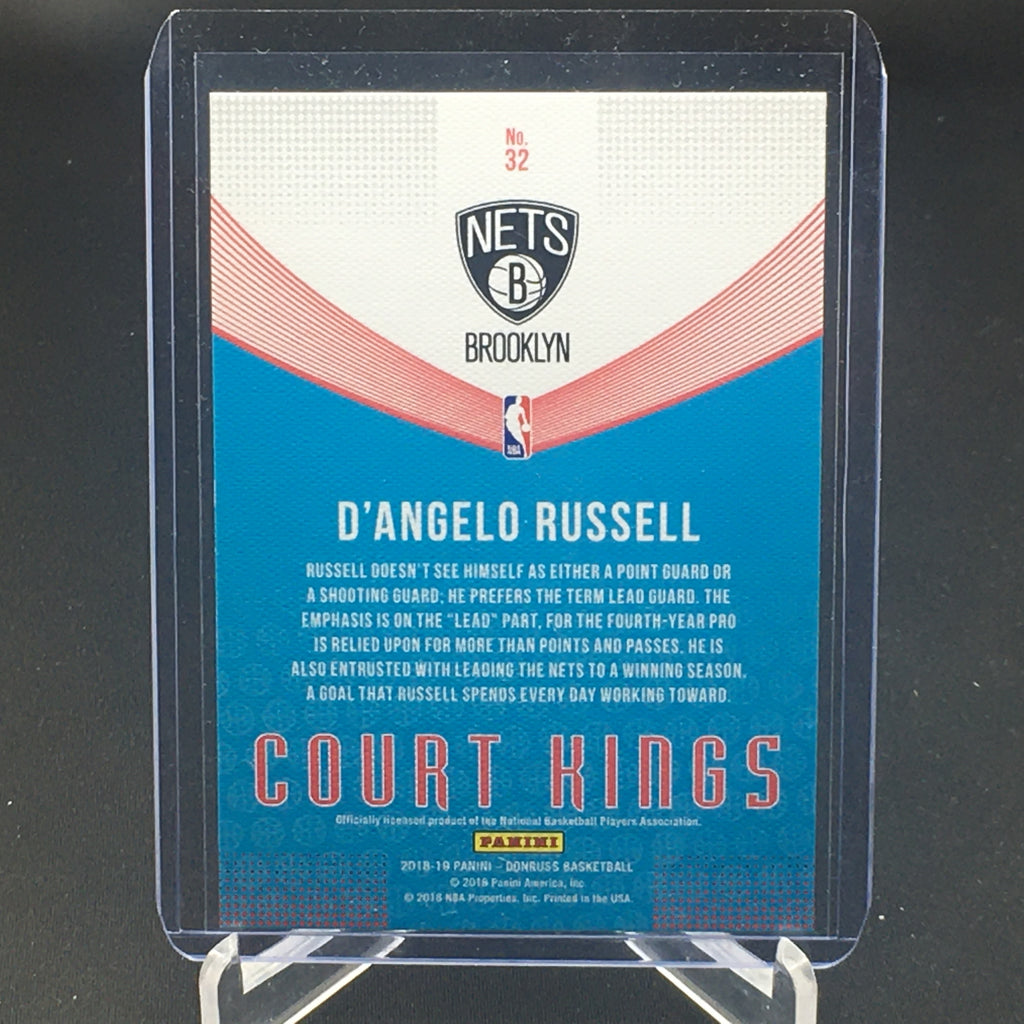 No.
32
NETS
B
BROOKLYN
NBA
D'ANGELO RUSSELL
RUSSELL DOESN'T SEE HIMSELF AS EITHER A POINT GUARD OR
A SHOOTING GUARD; HE PREFERS THE TERM LEAD GUARD. THE
EMPHASIS IS ON THE "LEAD" PART, FOR THE FOURTH-YEAR PRO
IS RELIED UPON FOR MORE THAN POINTS AND PASSES. HE IS
ALSO ENTRUSTED WITH LEADING THE NETS TO A WINNING SEASON,
A GOAL THAT RUSSELL SPENDS EVERY DAY WORKING TOWARD.
COURT KINGS
Officially licensed product of the National Basketball Players Association.
PANINI
2018-19 PANINI – DONRUSS BASKETBALL
© 2018 Panini America, Inc.
© 2018 NBA Properties, Inc. Printed in the USA.